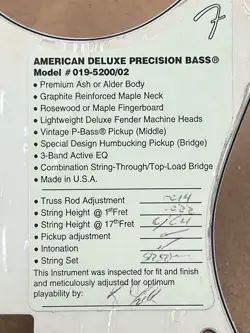 AMERICAN DELUXE PRECISION BASS®
Model # 019-5200/02
• Premium Ash or Alder Body
• Graphite Reinforced Maple Neck
• Rosewood or Maple Fingerboard
• Lightweight Deluxe Fender Machine Heads
• Vintage P-Bass® Pickup (Middle)
• Special Design Humbucking Pickup (Bridge)
• 3-Band Active EQ
• Combination String-Through/Top-Load Bridge
• Made in U.S.A.
• Truss Rod Adjustment .014
• String Height @ 1st Fret .022
• String Height @ 17th Fret 6/64
• Pickup adjustment ✓
• Intonation ✓
• String Set
This Instrument was inspected for fit and finish
and meticulously adjusted for optimum
playability by: